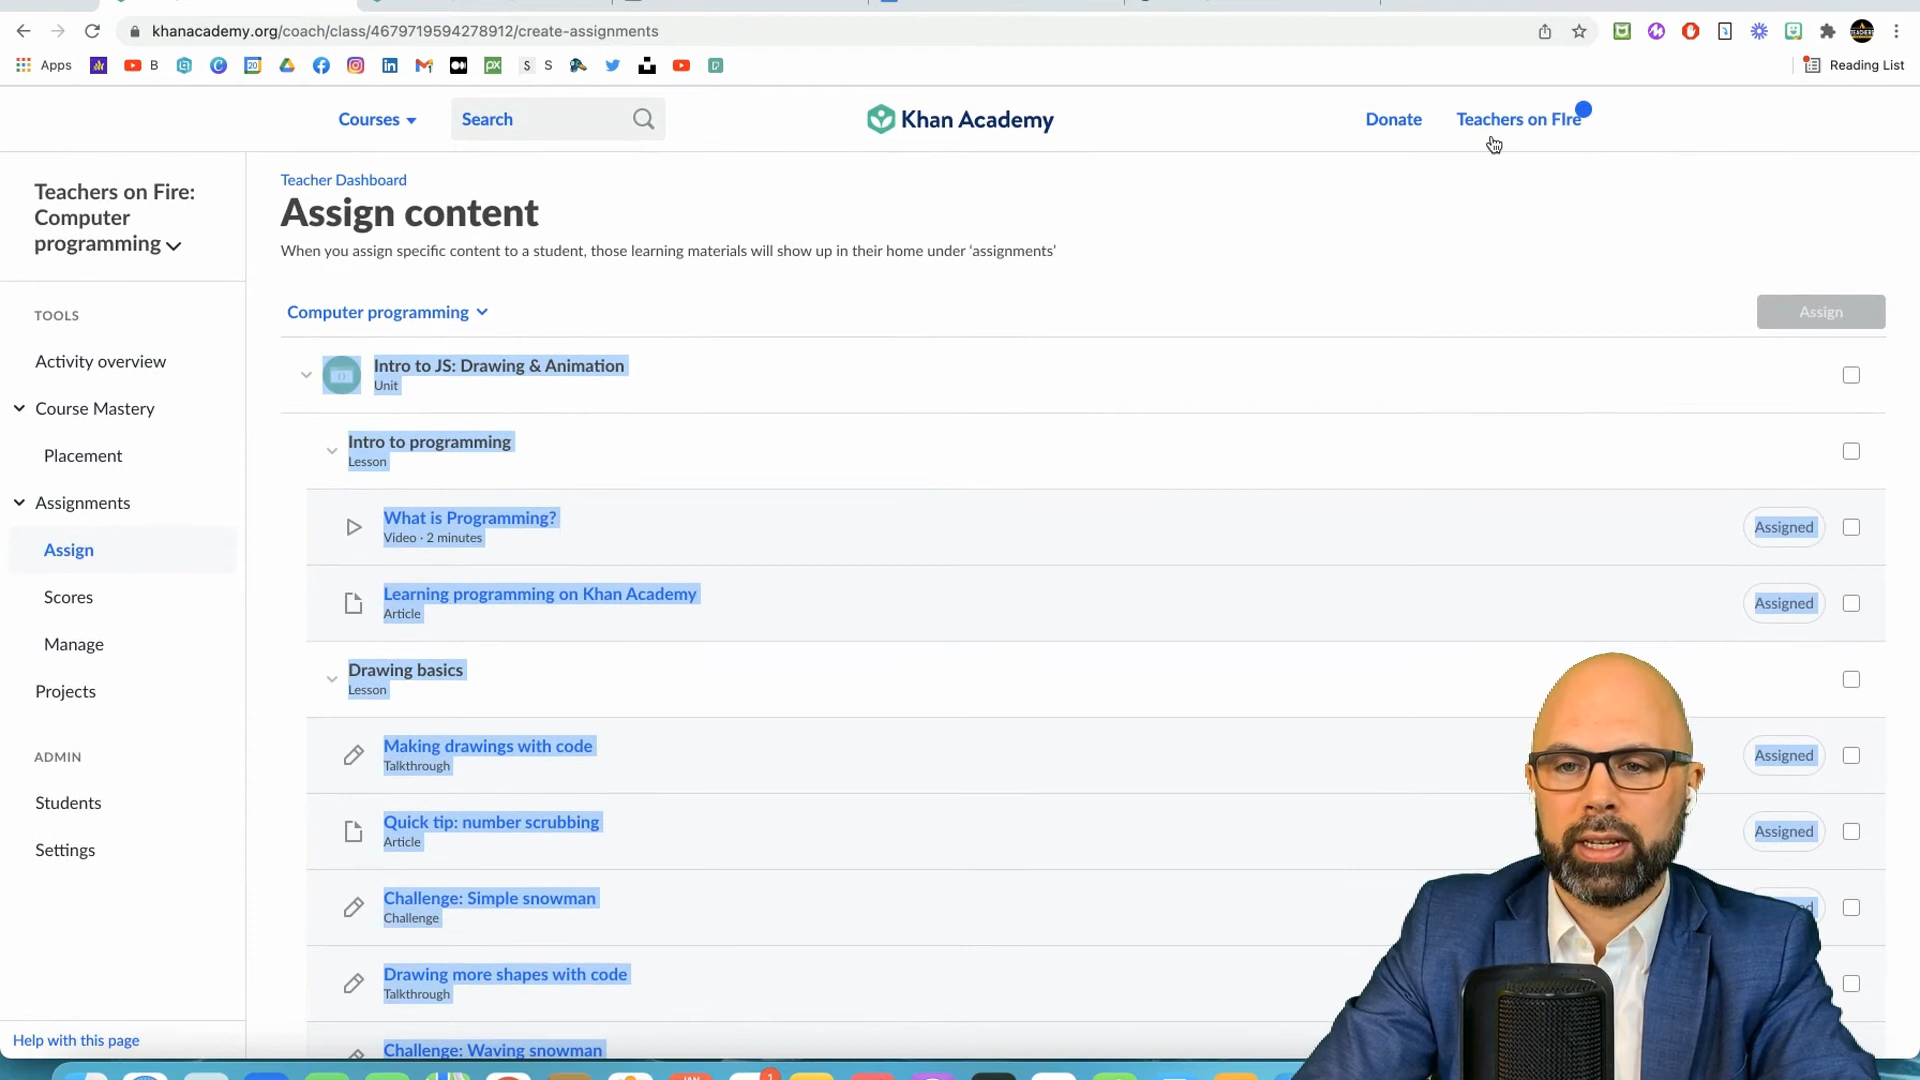 khanacademy.org/coach/class/4679719594278912/create-assignments
Apps
20
B
S
S
Reading List
Courses
Search
Khan Academy
Donate
Teachers on FIre
Teachers on Fire:
Computer
programming
TOOLS
Activity overview
Course Mastery
Placement
Assignments
Assign
Scores
Manage
Projects
ADMIN
Students
Settings
Help with this page
Teacher Dashboard
Assign content
When you assign specific content to a student, those learning materials will show up in their home under ‘assignments’
Computer programming
Assign
Intro to JS: Drawing & Animation
Unit
Intro to programming
Lesson
What is Programming?
Video · 2 minutes
Assigned
Learning programming on Khan Academy
Article
Assigned
Drawing basics
Lesson
Making drawings with code
Talkthrough
Assigned
Quick tip: number scrubbing
Article
Assigned
Challenge: Simple snowman
Challenge
Drawing more shapes with code
Talkthrough
Challenge: Waving snowman
JAN
1